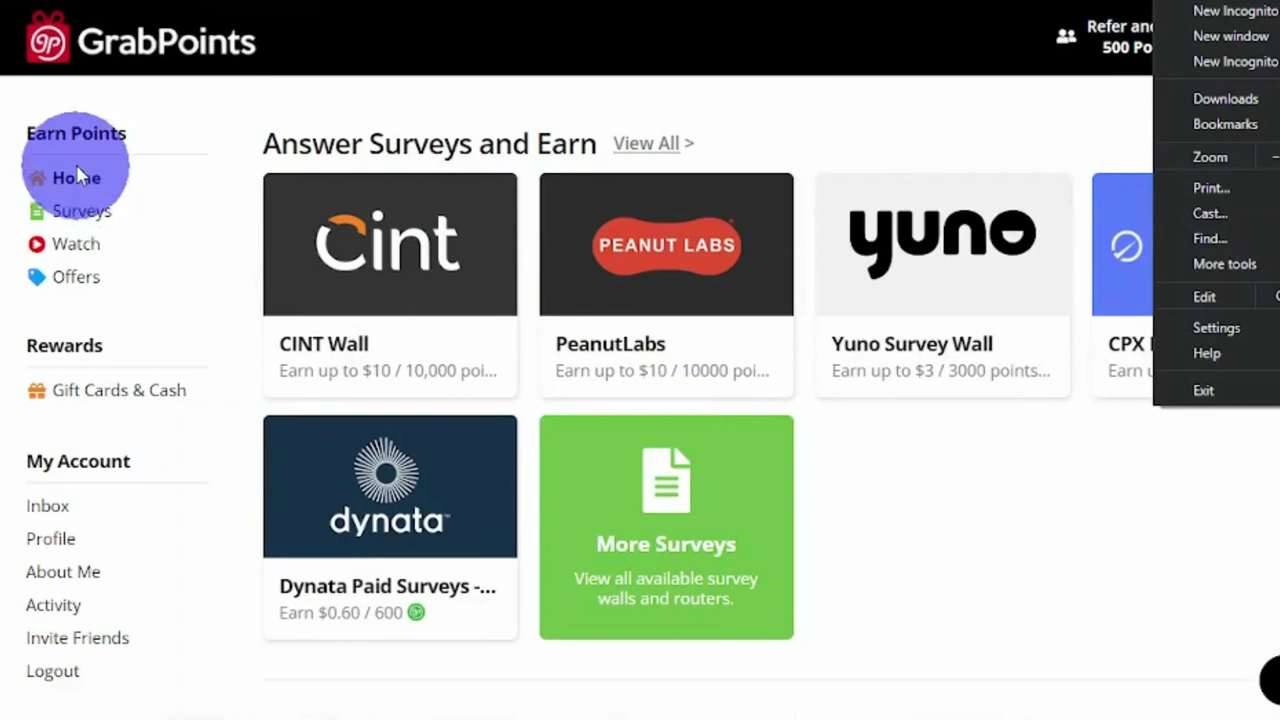 GrabPoints
Refer and
500 Po
New Incognito
New window
New Incognito
Downloads
Bookmarks
Zoom
Print...
Cast...
Find...
More tools
Edit
Settings
Help
Exit
Earn Points
Home
Surveys
Watch
Offers
Rewards
Gift Cards & Cash
My Account
Inbox
Profile
About Me
Activity
Invite Friends
Logout
Answer Surveys and Earn View All >
Cint
CINT Wall
Earn up to $10 / 10,000 poi...
PEANUT LABS
PeanutLabs
Earn up to $10 / 10000 poi...
yuno
Yuno Survey Wall
Earn up to $3 / 3000 points...
CPX
Earn
dynata
Dynata Paid Surveys -...
Earn $0.60 / 600
More Surveys
View all available survey
walls and routers.